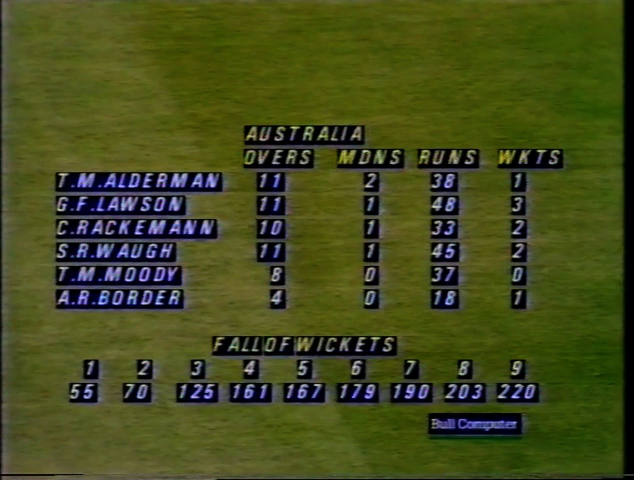 AUSTRALIA
OVERS MDNS RUNS WKTS
T.M.ALDERMAN 11 2 38 1
G.F.LAWSON 11 1 48 3
C.RACKEMANN 10 1 33 2
S.R.WAUGH 11 1 45 2
T.M.MOODY 8 0 37 0
A.R.BORDER 4 0 18 1
FALL OF WICKETS
1 2 3 4 5 6 7 8 9
55 70 125 161 167 179 190 203 220
Bull Computer